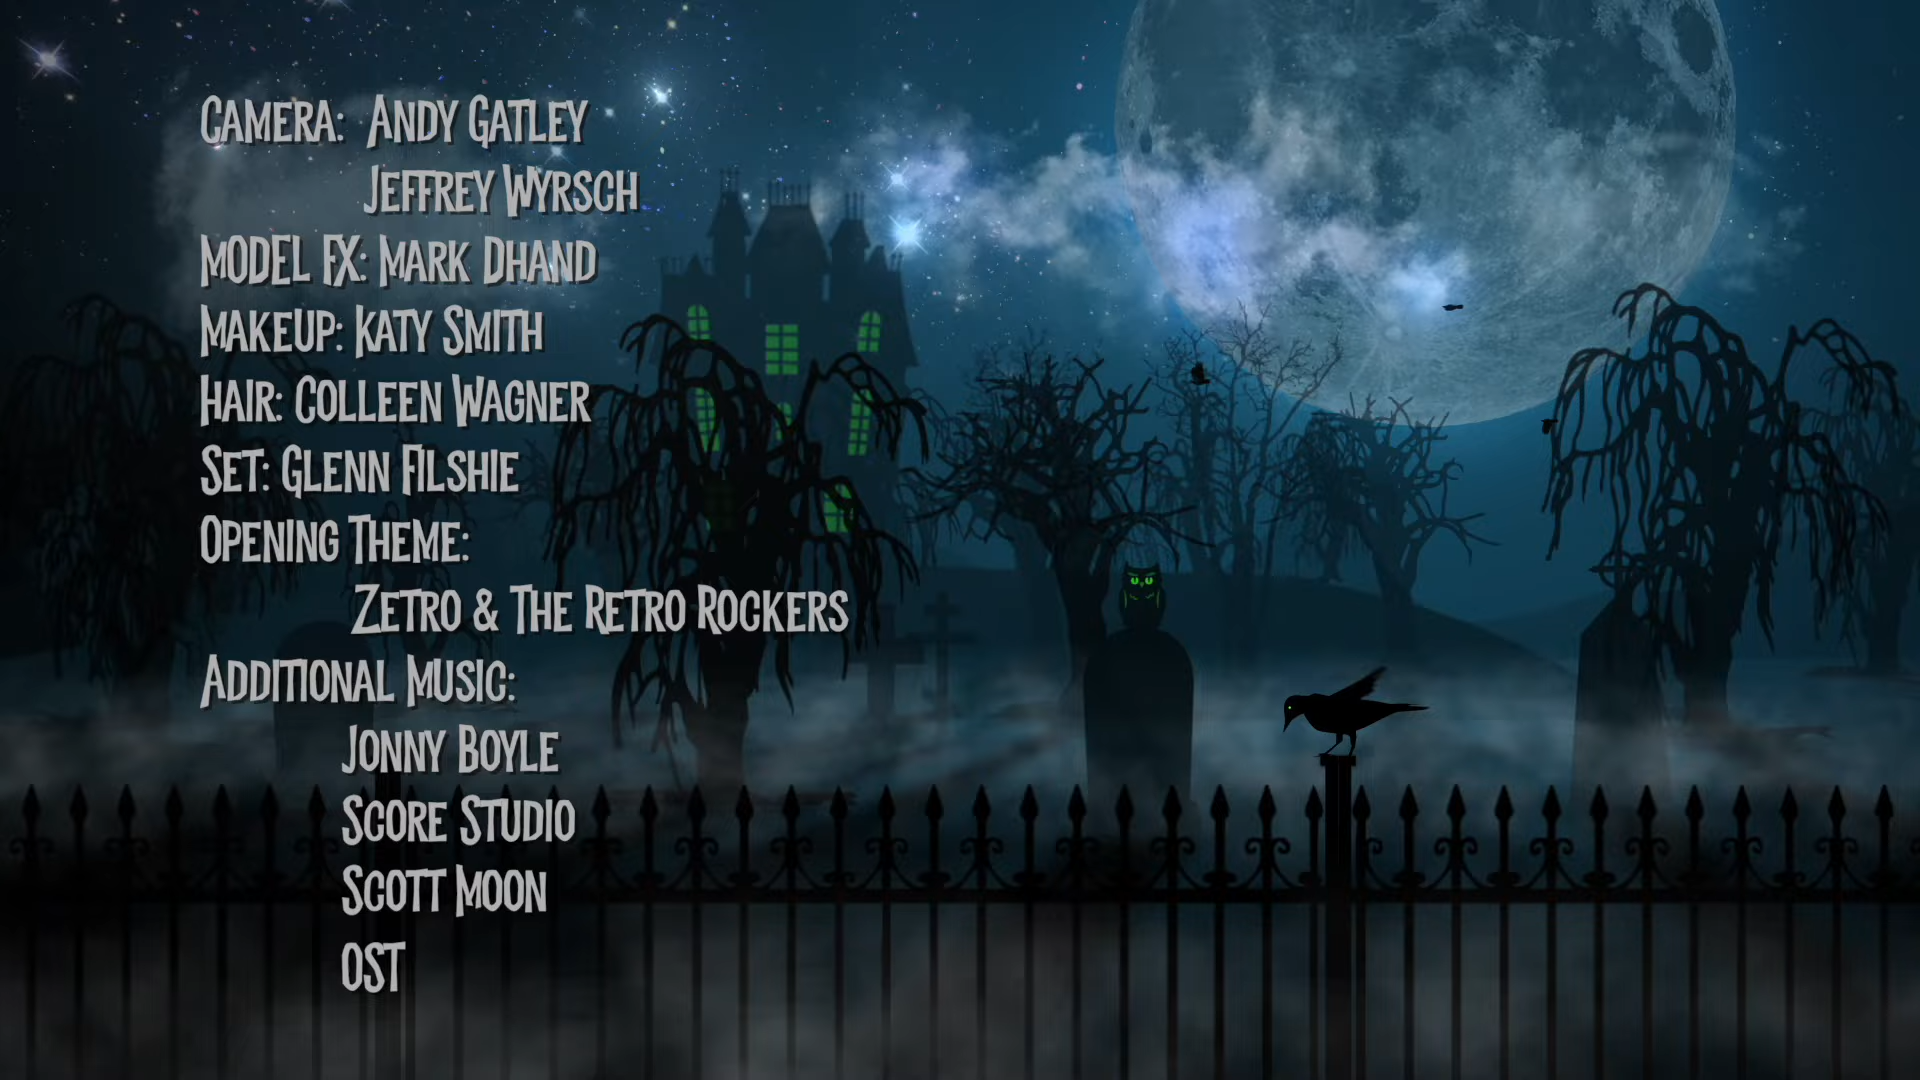 Camera: Andy Gatley
Jeffrey Wyrsch
Model FX: Mark Dhand
Makeup: Katy Smith
Hair: Colleen Wagner
Set: Glenn Filshie
Opening Theme:
Zetro & The Retro Rockers
Additional Music:
Jonny Boyle
Score Studio
Scott Moon
OST